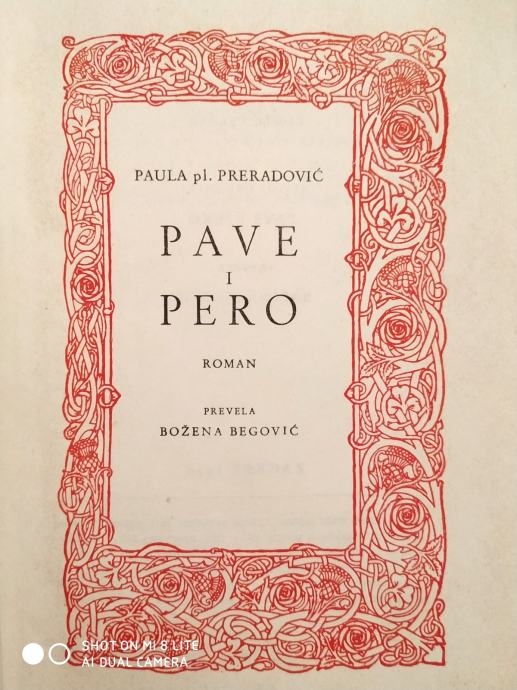 PAULA pl. PRERADOVIĆ
PAVE
I
PERO
ROMAN
PREVELA
BOŽENA BEGOVIĆ
SHOT ON MI 8 LITE
AI DUAL CAMERA